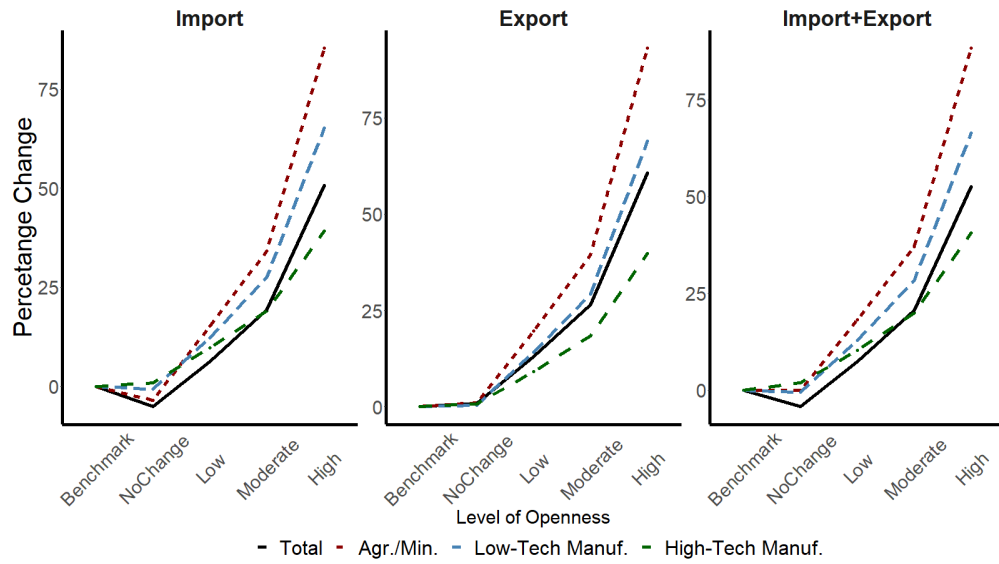 Import Export Import+Export
Percetange Change
75
50
25
0
75
50
25
0
75
50
25
0
Benchmark NoChange Low Moderate High
Benchmark NoChange Low Moderate High
Benchmark NoChange Low Moderate High
Level of Openness
Total Agr./Min. Low-Tech Manuf. High-Tech Manuf.